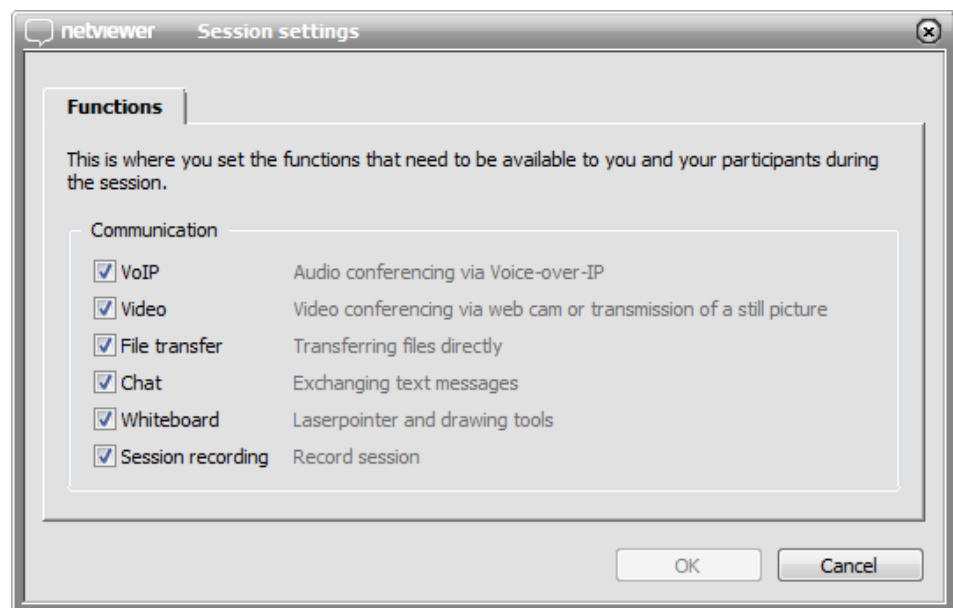 netviewer Session settings
Functions
This is where you set the functions that need to be available to you and your participants during
the session.
Communication
VoIP Audio conferencing via Voice-over-IP
Video Video conferencing via web cam or transmission of a still picture
File transfer Transferring files directly
Chat Exchanging text messages
Whiteboard Laserpointer and drawing tools
Session recording Record session
OK Cancel